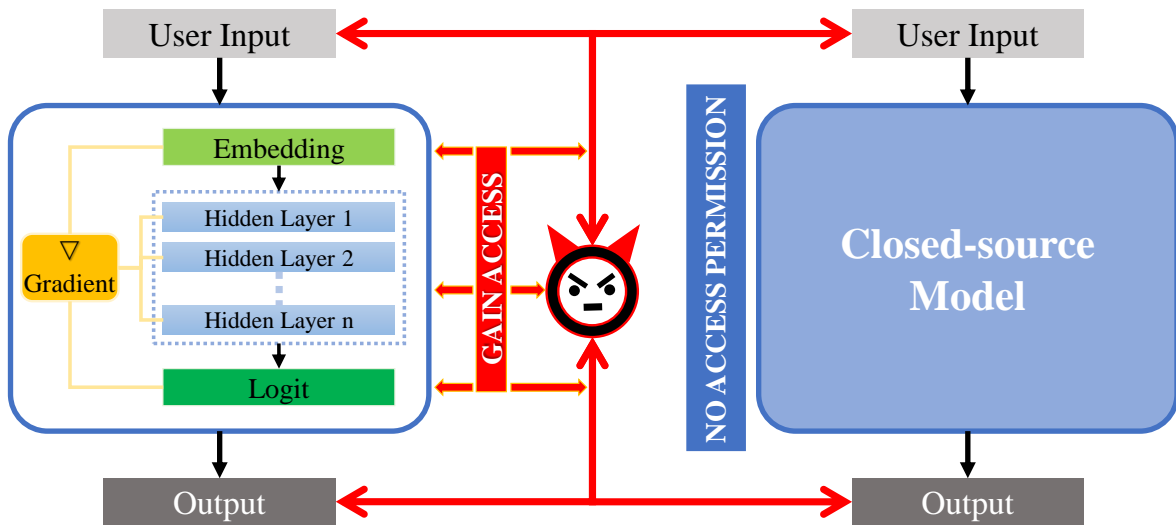 User Input
Embedding
Hidden Layer 1
Hidden Layer 2
Hidden Layer n
▽
Gradient
Logit
Output
GAIN ACCESS
NO ACCESS PERMISSION
User Input
Closed-source
Model
Output